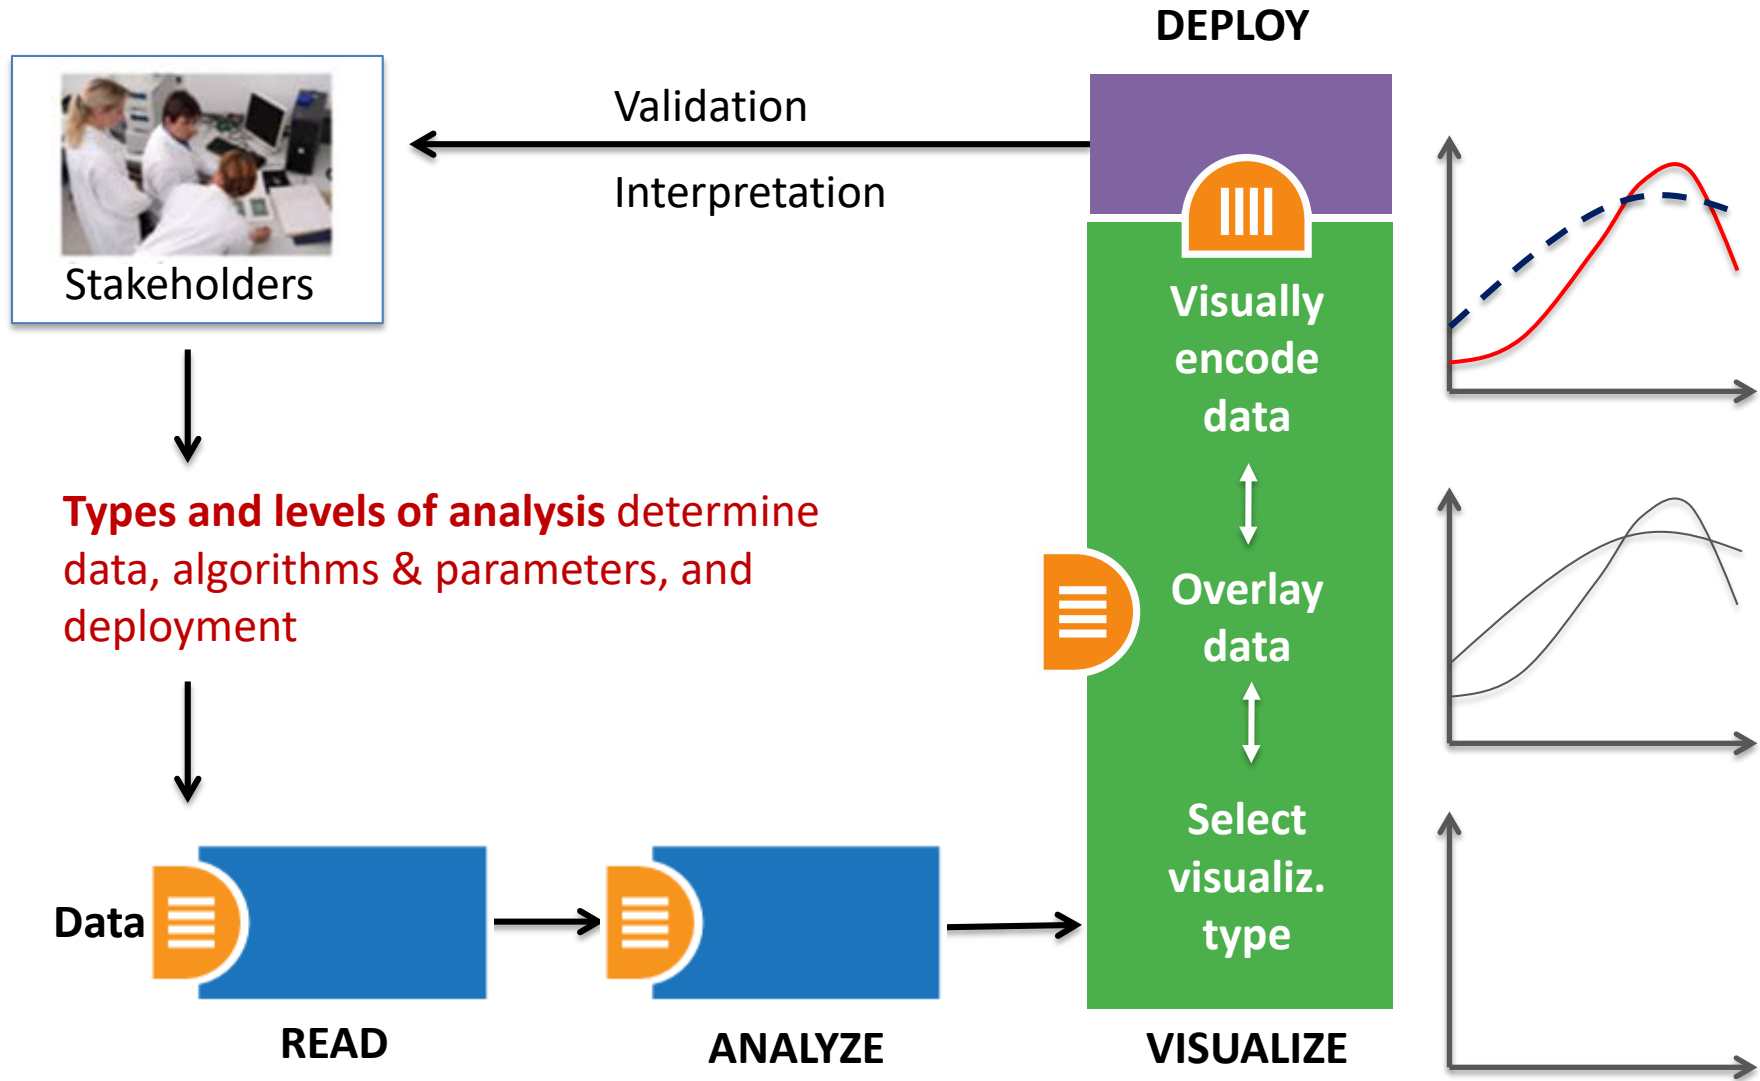 DEPLOY
Validation
Interpretation
Stakeholders
Visually
encode
data
Types and levels of analysis determine
data, algorithms & parameters, and
deployment
Overlay
data
Select
visualiz.
type
Data
READ
ANALYZE
VISUALIZE